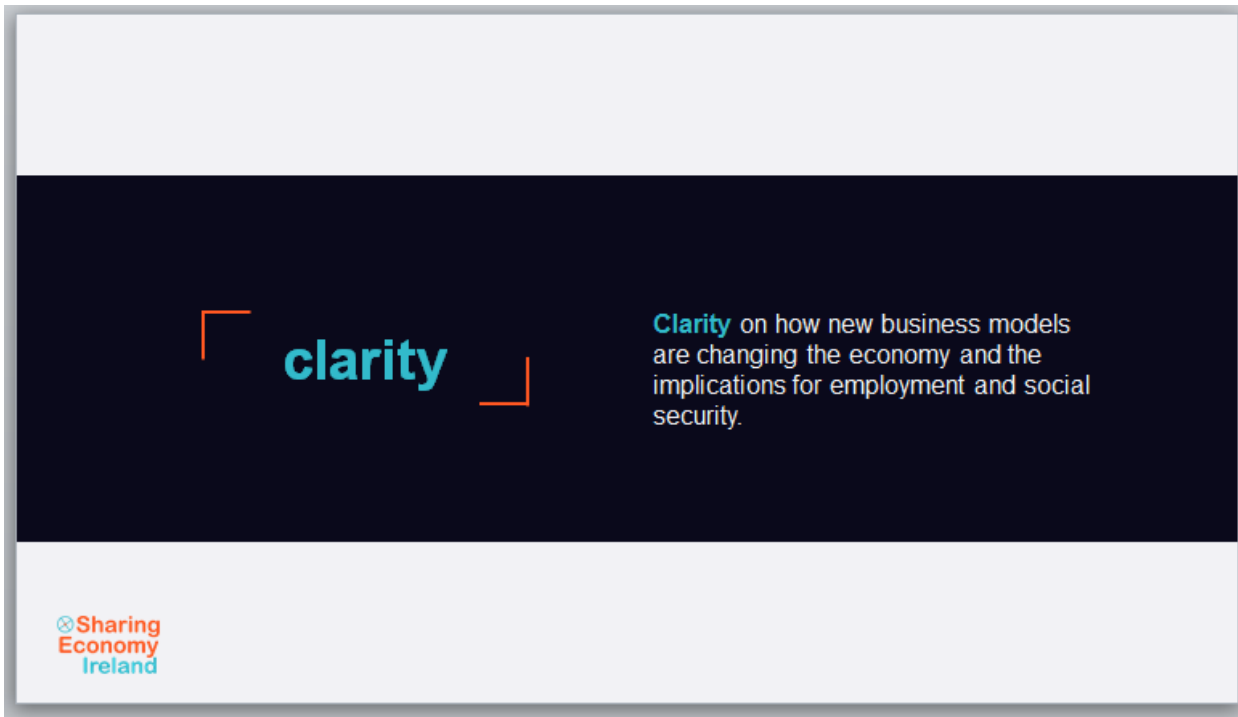 clarity
Clarity on how new business models
are changing the economy and the
implications for employment and social
security.
Sharing
Economy
Ireland